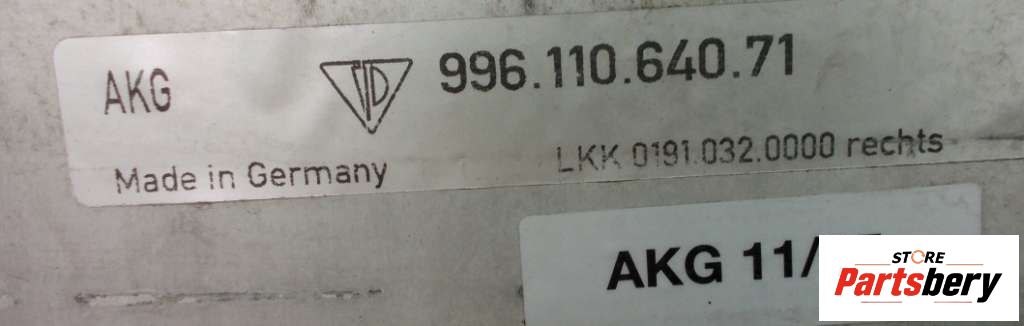 AKG 996.110.640.71
Made in Germany LKK 0191.032.0000 rechts
AKG 11/
STORE
Partsbery